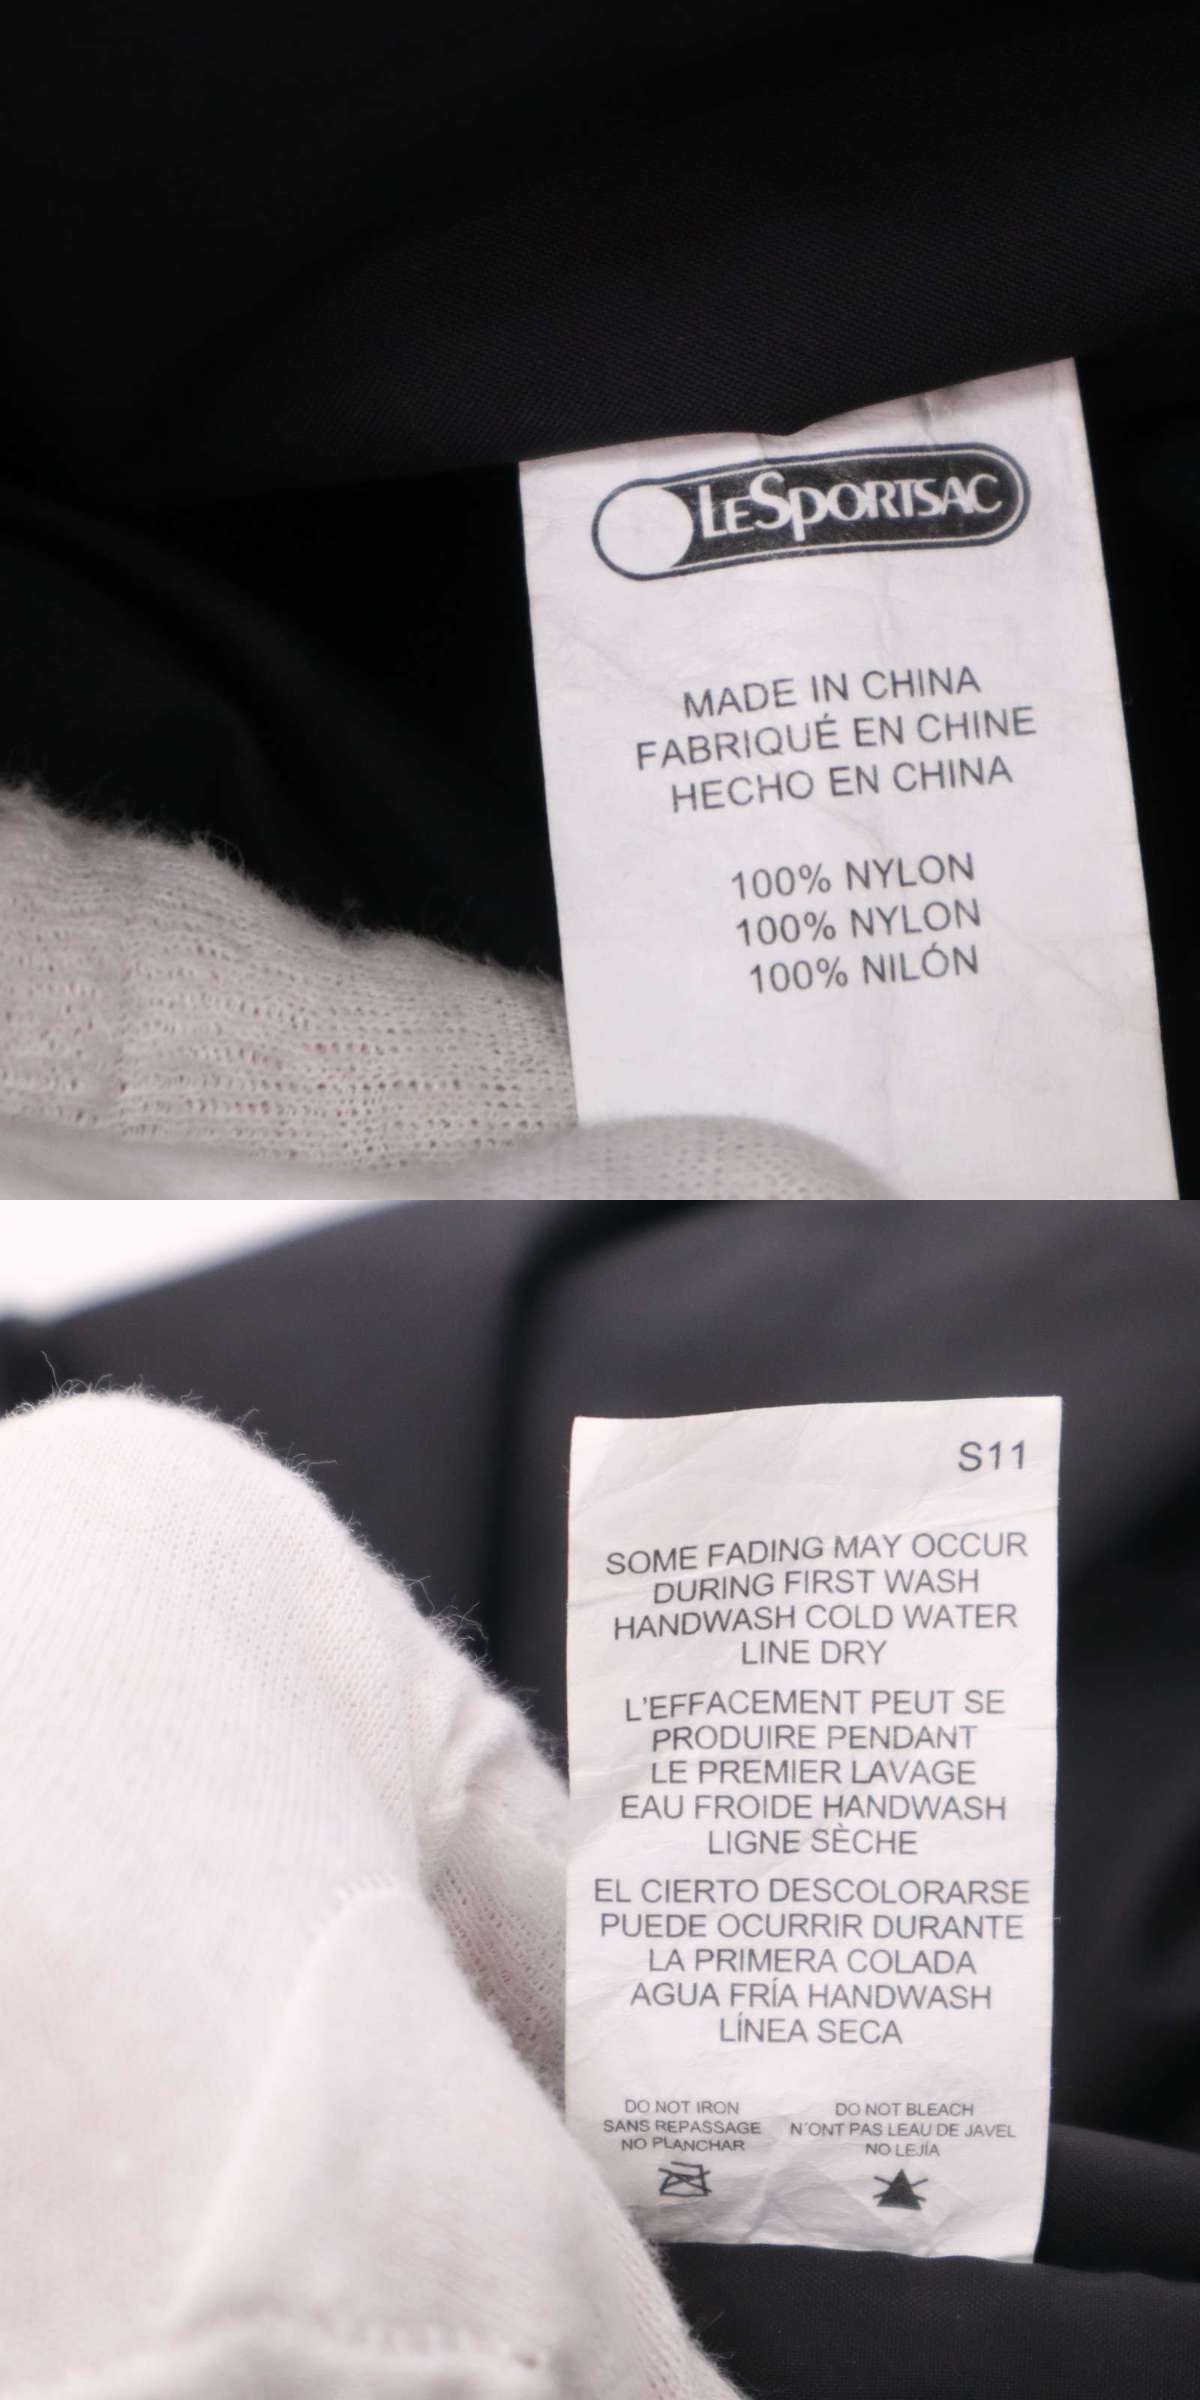 LESPORTSAC
MADE IN CHINA
FABRIQUÉ EN CHINE
HECHO EN CHINA
100% NYLON
100% NYLON
100% NILÓN
S11
SOME FADING MAY OCCUR
DURING FIRST WASH
HANDWASH COLD WATER
LINE DRY
L'EFFACEMENT PEUT SE
PRODUIRE PENDANT
LE PREMIER LAVAGE
EAU FROIDE HANDWASH
LIGNE SÈCHE
EL CIERTO DESCOLORARSE
PUEDE OCURRIR DURANTE
LA PRIMERA COLADA
AGUA FRÍA HANDWASH
LÍNEA SECA
DO NOT IRON
SANS REPASSAGE
NO PLANCHAR
DO NOT BLEACH
N'ONT PAS LEAU DE JAVEL
NO LEJÍA